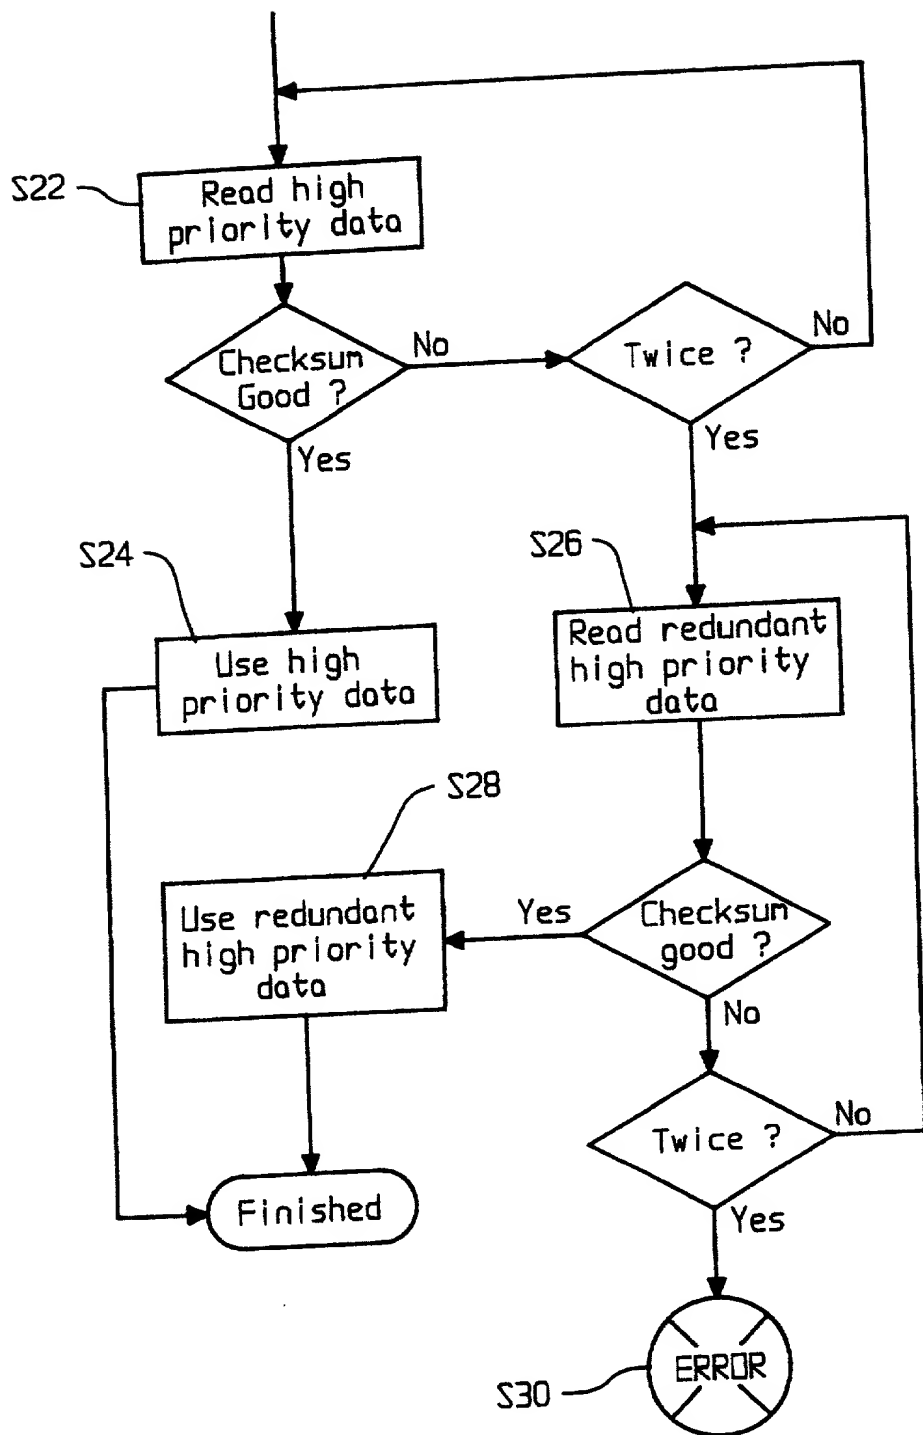 S22
Read high
priority data
Checksum
Good ?
No
Twice ?
No
Yes
Yes
S24
S26
Use high
priority data
Read redundant
high priority
data
S28
Use redundant
high priority
data
Yes
Checksum
good ?
No
Twice ?
No
Finished
Yes
S30
ERROR